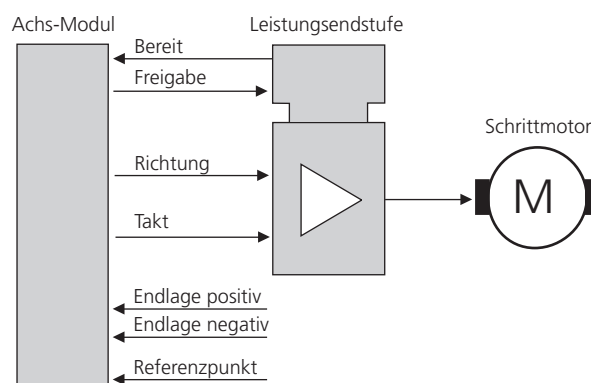 Achs-Modul
Leistungsendstufe
Bereit
Freigabe
Schrittmotor
Richtung
M
Takt
Endlage positiv
Endlage negativ
Referenzpunkt